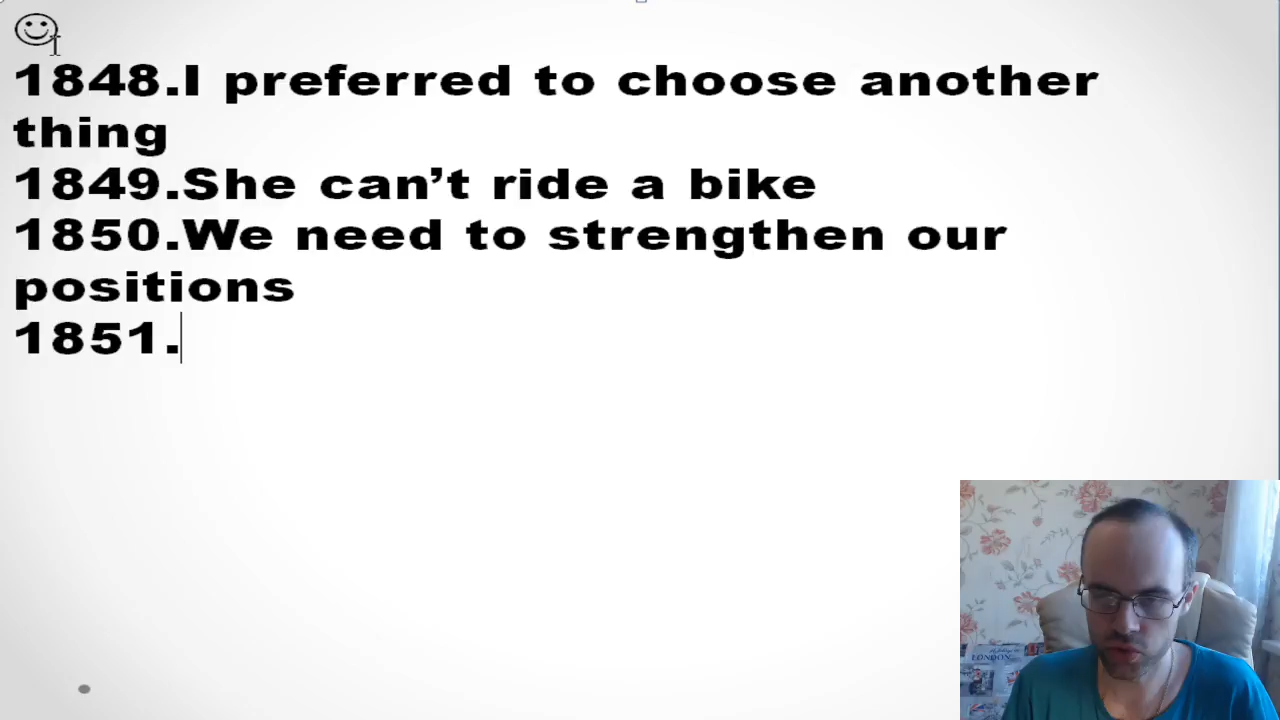 1848.I preferred to choose another
thing
1849.She can’t ride a bike
1850.We need to strengthen our
positions
1851.
LONDON